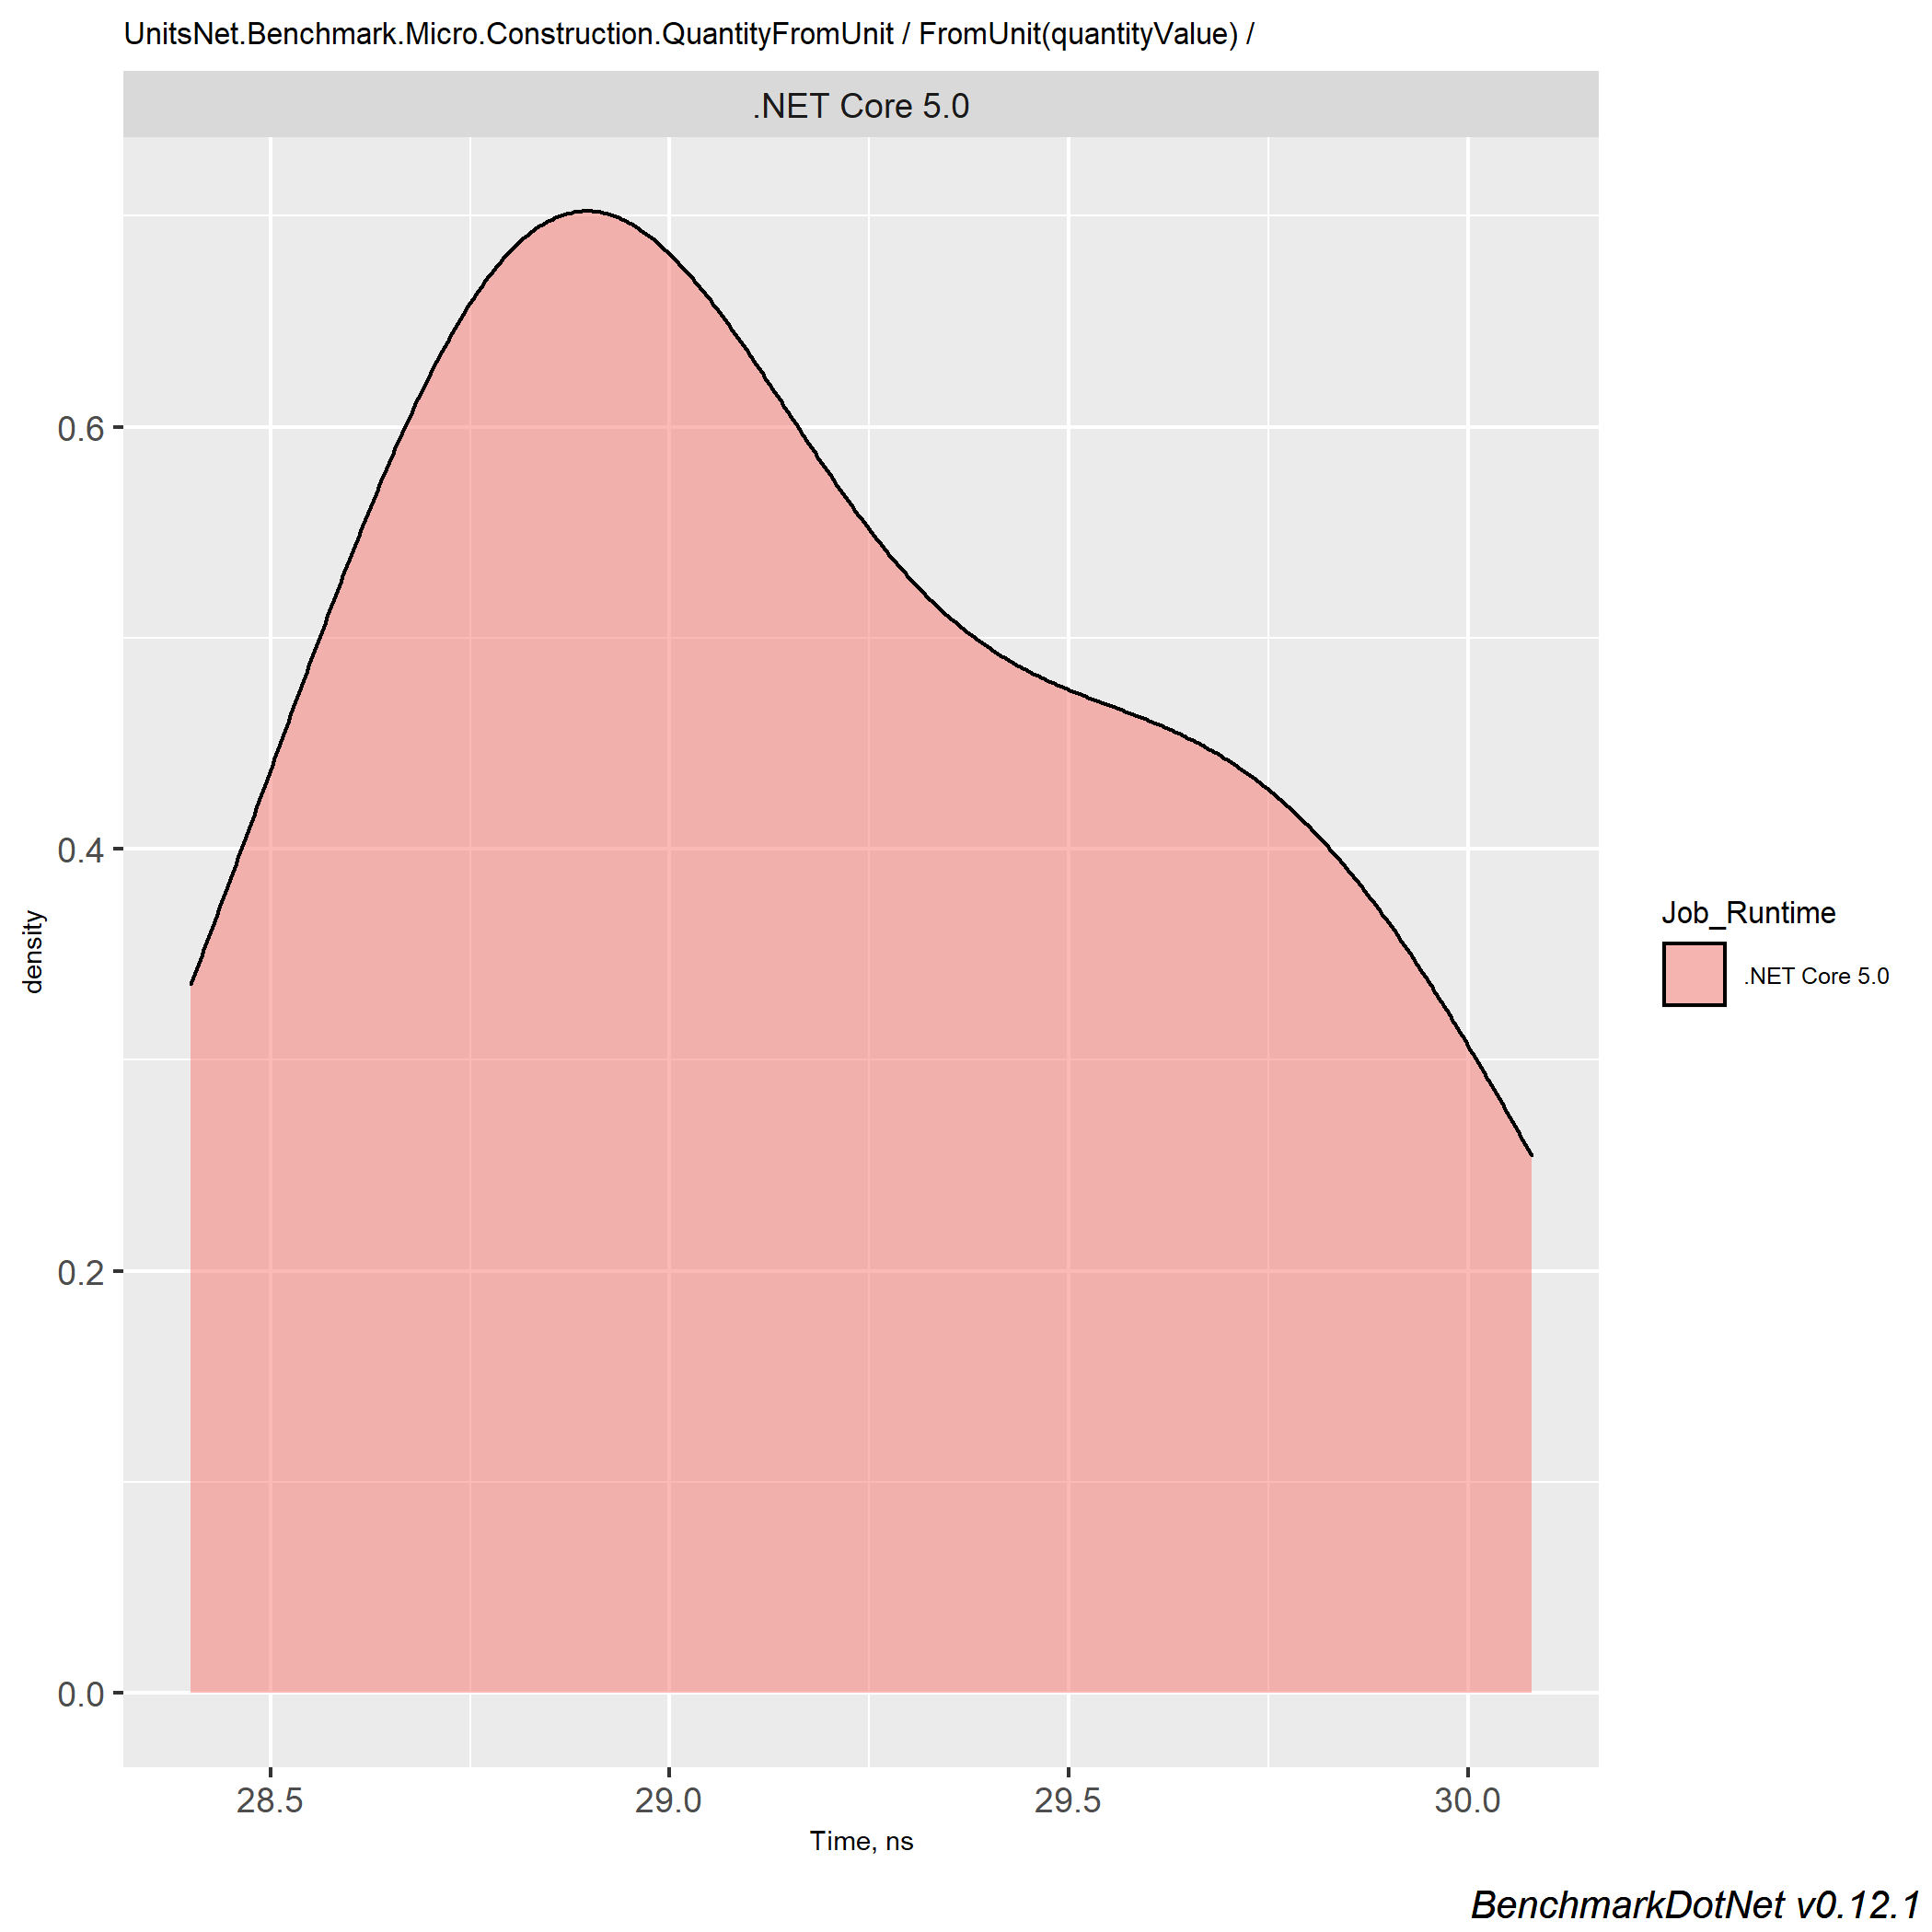 UnitsNet.Benchmark.Micro.Construction.QuantityFromUnit / FromUnit(quantityValue) /
.NET Core 5.0
0.6
0.4
0.2
0.0
density
28.5 29.0 29.5 30.0
Time, ns
Job_Runtime
.NET Core 5.0
BenchmarkDotNet v0.12.1